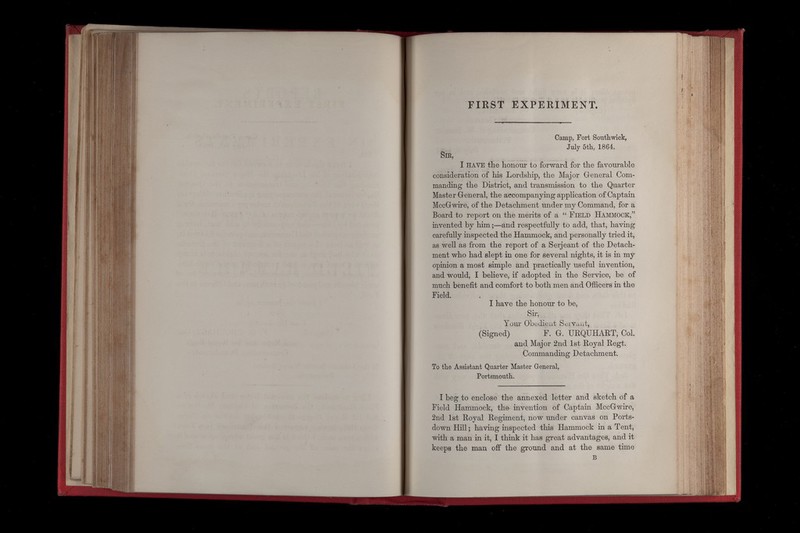 FIRST EXPERIMENT.
Camp, Fort Southwick,
July 5th, 1864.
SIR,
I HAVE the honour to forward for the favourable
consideration of his Lordship, the Major General Com-
manding the District, and transmission to the Quarter
Master General, the accompanying application of Captain
MccGwire, of the Detachment under my Command, for a
Board to report on the merits of a “ FIELD HAMMOCK,”
invented by him ;—and respectfully to add, that, having
carefully inspected the Hammock, and personally tried it,
as well as from the report of a Serjeant of the Detach-
ment who had slept in one for several nights, it is in my
opinion a most simple and practically useful invention,
and would, I believe, if adopted in the Service, be of
much benefit and comfort to both men and Officers in the
Field.
I have the honour to be,
Sir,
Your Obedient Servant,
(Signed) F. G. URQUHART, Col.
and Major 2nd 1st Royal Regt.
Commanding Detachment.
To the Assistant Quarter Master General,
Portsmouth.
I beg to enclose the annexed letter and sketch of a
Field Hammock, the invention of Captain MccGwire,
2nd 1st Royal Regiment, now under canvas on Ports-
down Hill ; having inspected this Hammock in a Tent,
with a man in it, I think it has great advantages, and it
keeps the man off the ground and at the same time
B